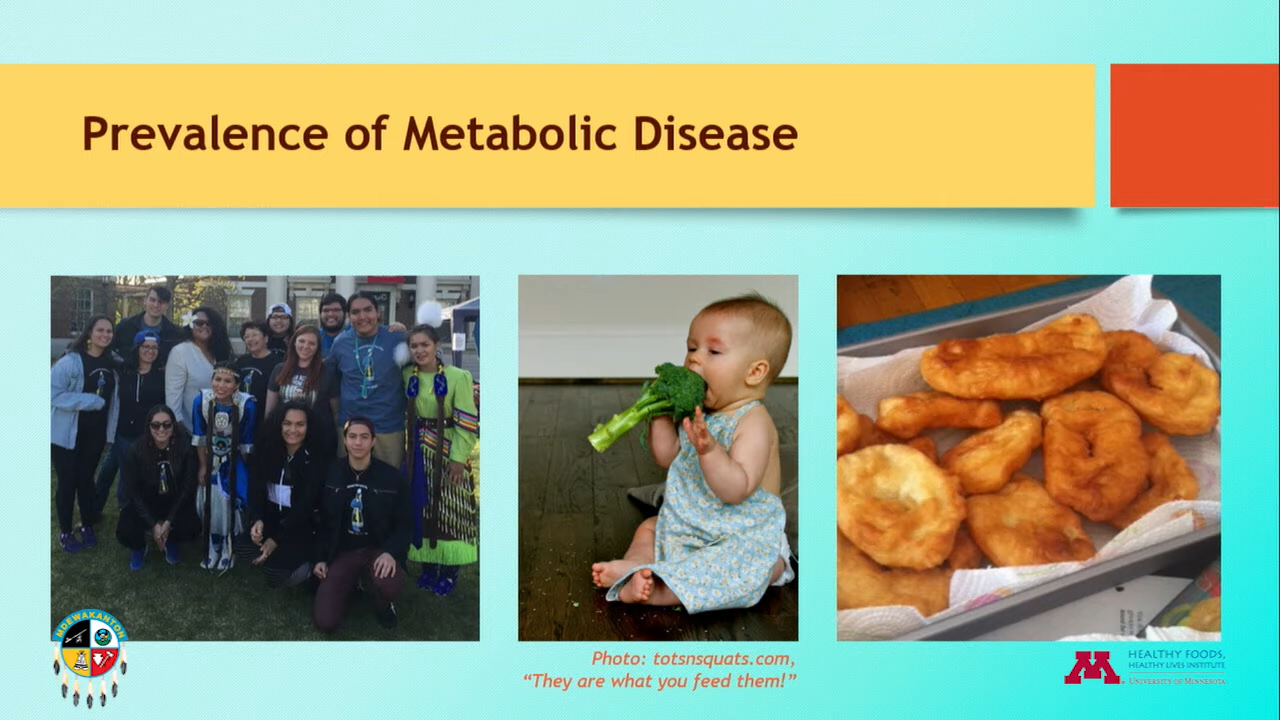 Prevalence of Metabolic Disease
MDEWAKANTON
Photo: totsnsquats.com,
“They are what you feed them!”
M
HEALTHY FOODS,
HEALTHY LIVES INSTITUTE
UNIVERSITY OF MINNESOTA